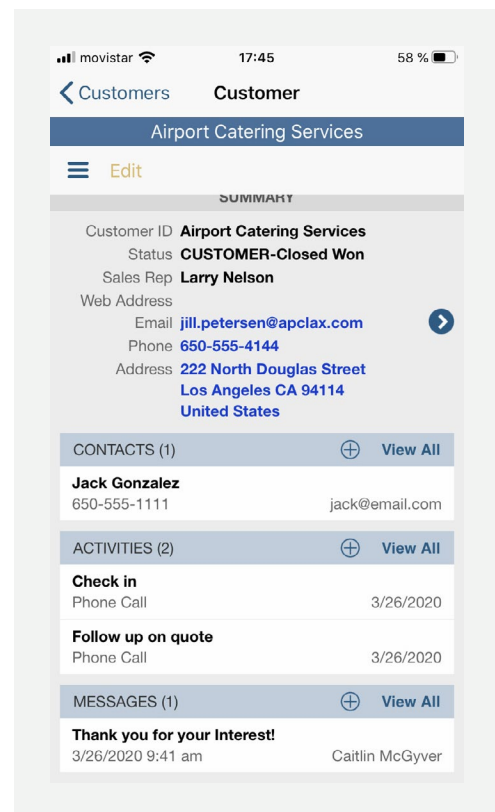 movistar 17:45 58 %
Customers Customer
Airport Catering Services
Edit
SUMMARY
Customer ID Airport Catering Services
Status CUSTOMER-Closed Won
Sales Rep Larry Nelson
Web Address
Email jill.petersen@apclax.com
Phone 650-555-4144
Address 222 North Douglas Street
Los Angeles CA 94114
United States
CONTACTS (1) View All
Jack Gonzalez
650-555-1111 jack@email.com
ACTIVITIES (2) View All
Check in
Phone Call 3/26/2020
Follow up on quote
Phone Call 3/26/2020
MESSAGES (1) View All
Thank you for your Interest!
3/26/2020 9:41 am Caitlin McGyver